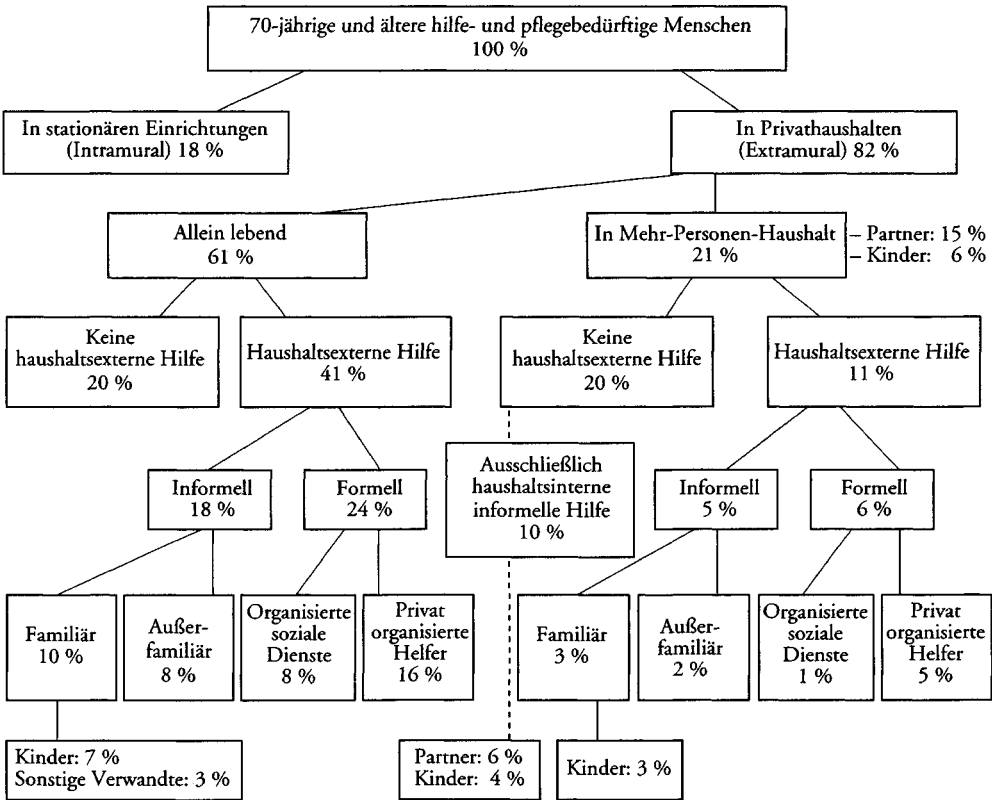 70-jährige und ältere hilfe- und pflegebedürftige Menschen
100 %
In stationären Einrichtungen
(Intramural) 18 %
In Privathaushalten
(Extramural) 82 %
Allein lebend
61 %
In Mehr-Personen-Haushalt
21 %
– Partner: 15 %
– Kinder: 6 %
Keine
haushaltsexterne Hilfe
20 %
Haushaltsexterne Hilfe
41 %
Keine
haushaltsexterne Hilfe
20 %
Haushaltsexterne Hilfe
11 %
Ausschließlich
haushaltsinterne
informelle Hilfe
10 %
Informell
18 %
Formell
24 %
Informell
5 %
Formell
6 %
Familiär
10 %
Außer-
familiär
8 %
Organisierte
soziale
Dienste
8 %
Privat
organisierte
Helfer
16 %
Familiär
3 %
Außer-
familiär
2 %
Organisierte
soziale
Dienste
1 %
Privat
organisierte
Helfer
5 %
Kinder: 7 %
Sonstige Verwandte: 3 %
Partner: 6 %
Kinder: 4 %
Kinder: 3 %